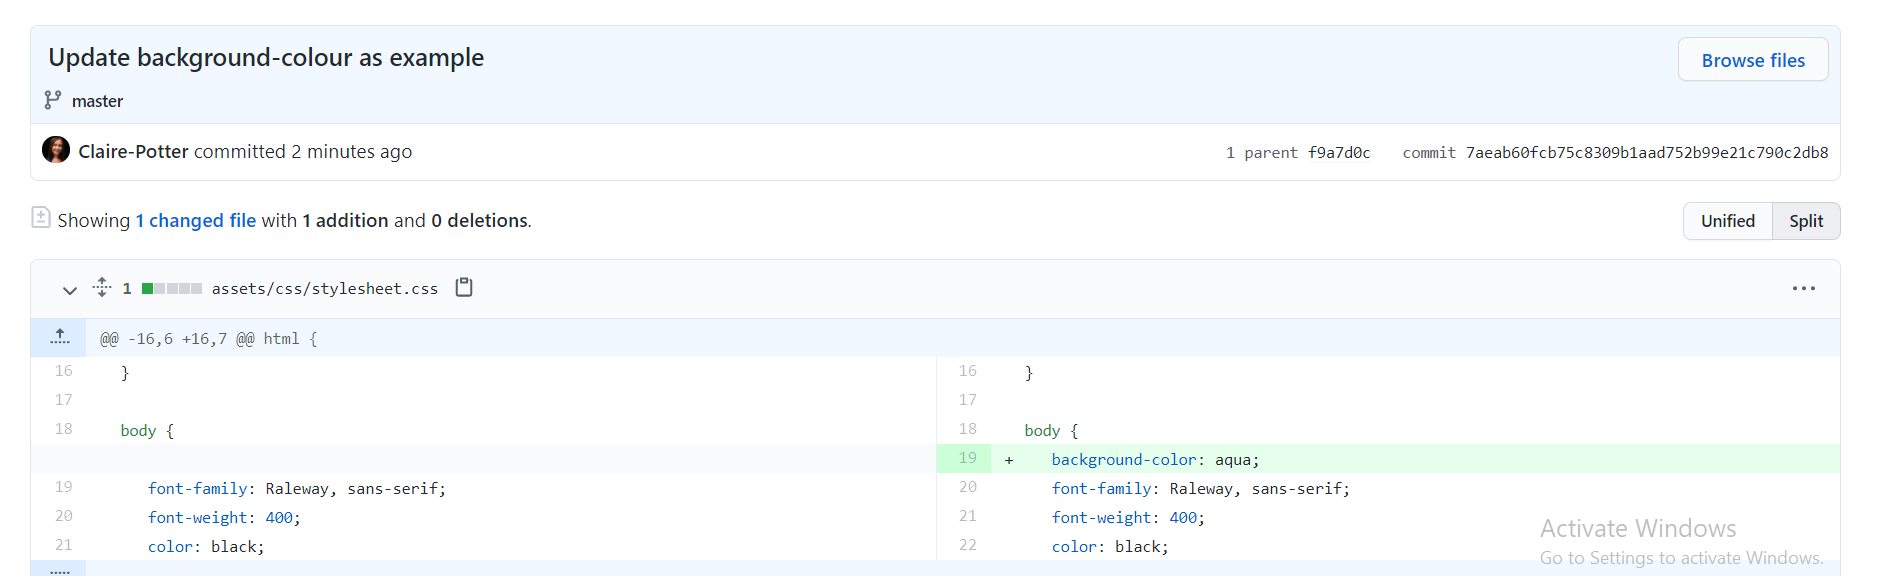 Update background-colour as example
Browse files
master
Claire-Potter committed 2 minutes ago
1 parent f9a7d0c commit 7aeab60fcb75c8309b1aad752b99e21c790c2db8
Showing 1 changed file with 1 addition and 0 deletions.
Unified Split
1 assets/css/stylesheet.css
@@ -16,6 +16,7 @@ html {
16 } 16 }
17 17
18 body { 18 body {
19 + background-color: aqua;
19 font-family: Raleway, sans-serif; 20 font-family: Raleway, sans-serif;
20 font-weight: 400; 21 font-weight: 400;
21 color: black; 22 color: black;
Activate Windows
Go to Settings to activate Windows.